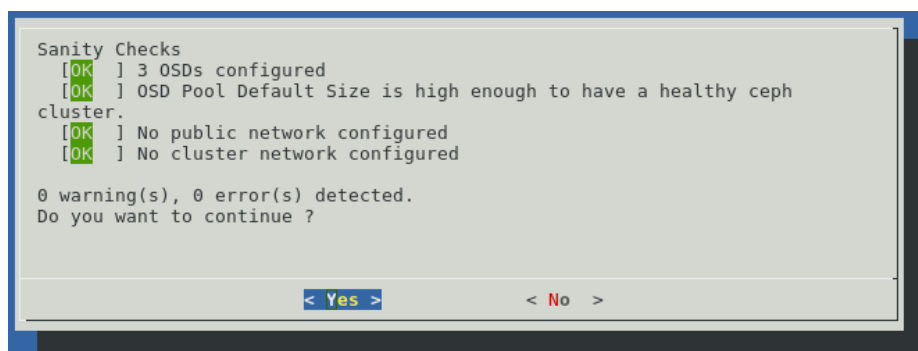 Sanity Checks
[OK ] 3 OSDs configured
[OK ] OSD Pool Default Size is high enough to have a healthy ceph
cluster.
[OK ] No public network configured
[OK ] No cluster network configured
0 warning(s), 0 error(s) detected.
Do you want to continue ?
< Yes > < No >